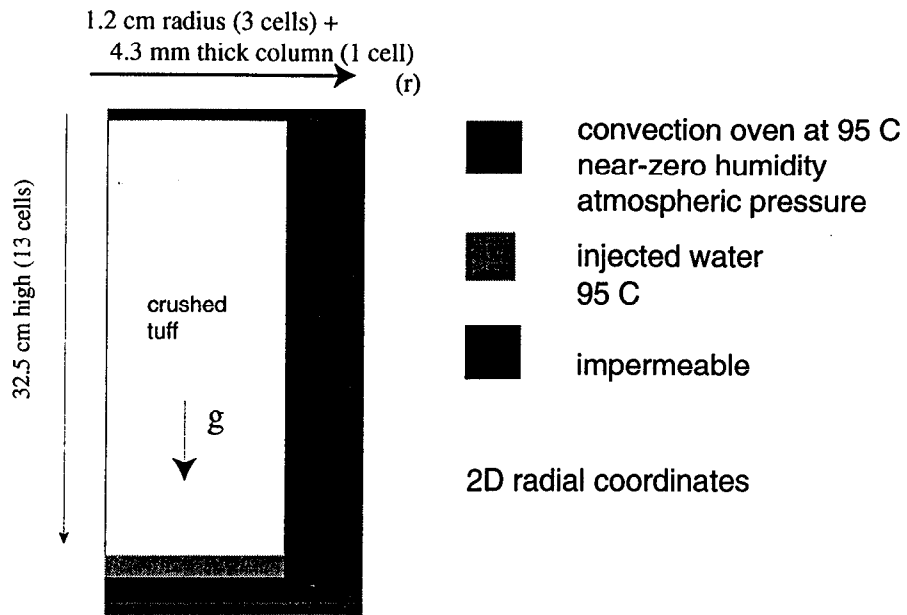 1.2 cm radius (3 cells) +
4.3 mm thick column (1 cell)
(r)
32.5 cm high (13 cells)
crushed
tuff
g
convection oven at 95 C
near-zero humidity
atmospheric pressure
injected water
95 C
impermeable
2D radial coordinates